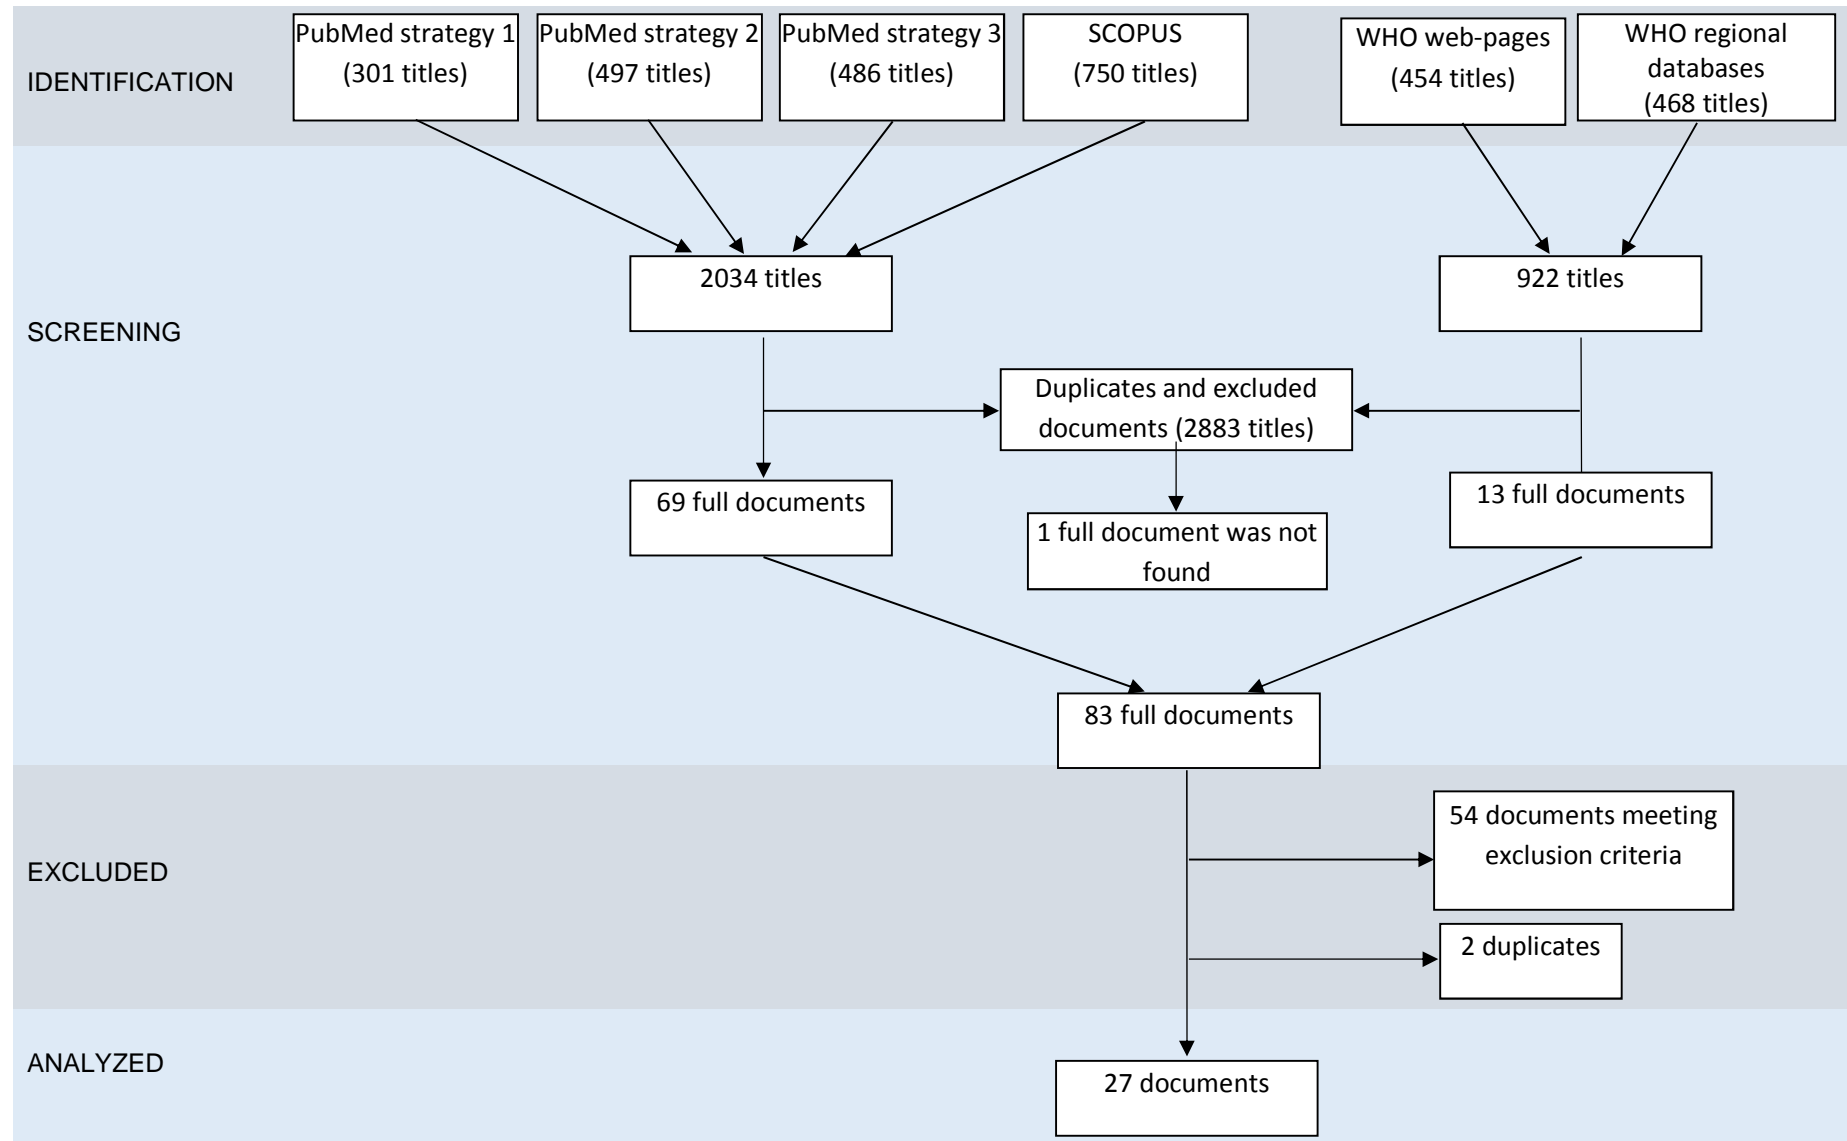 IDENTIFICATION
PubMed strategy 1
(301 titles)
PubMed strategy 2
(497 titles)
PubMed strategy 3
(486 titles)
SCOPUS
(750 titles)
WHO web-pages
(454 titles)
WHO regional
databases
(468 titles)
SCREENING
2034 titles
922 titles
Duplicates and excluded
documents (2883 titles)
69 full documents
1 full document was not
found
13 full documents
83 full documents
EXCLUDED
54 documents meeting
exclusion criteria
2 duplicates
ANALYZED
27 documents